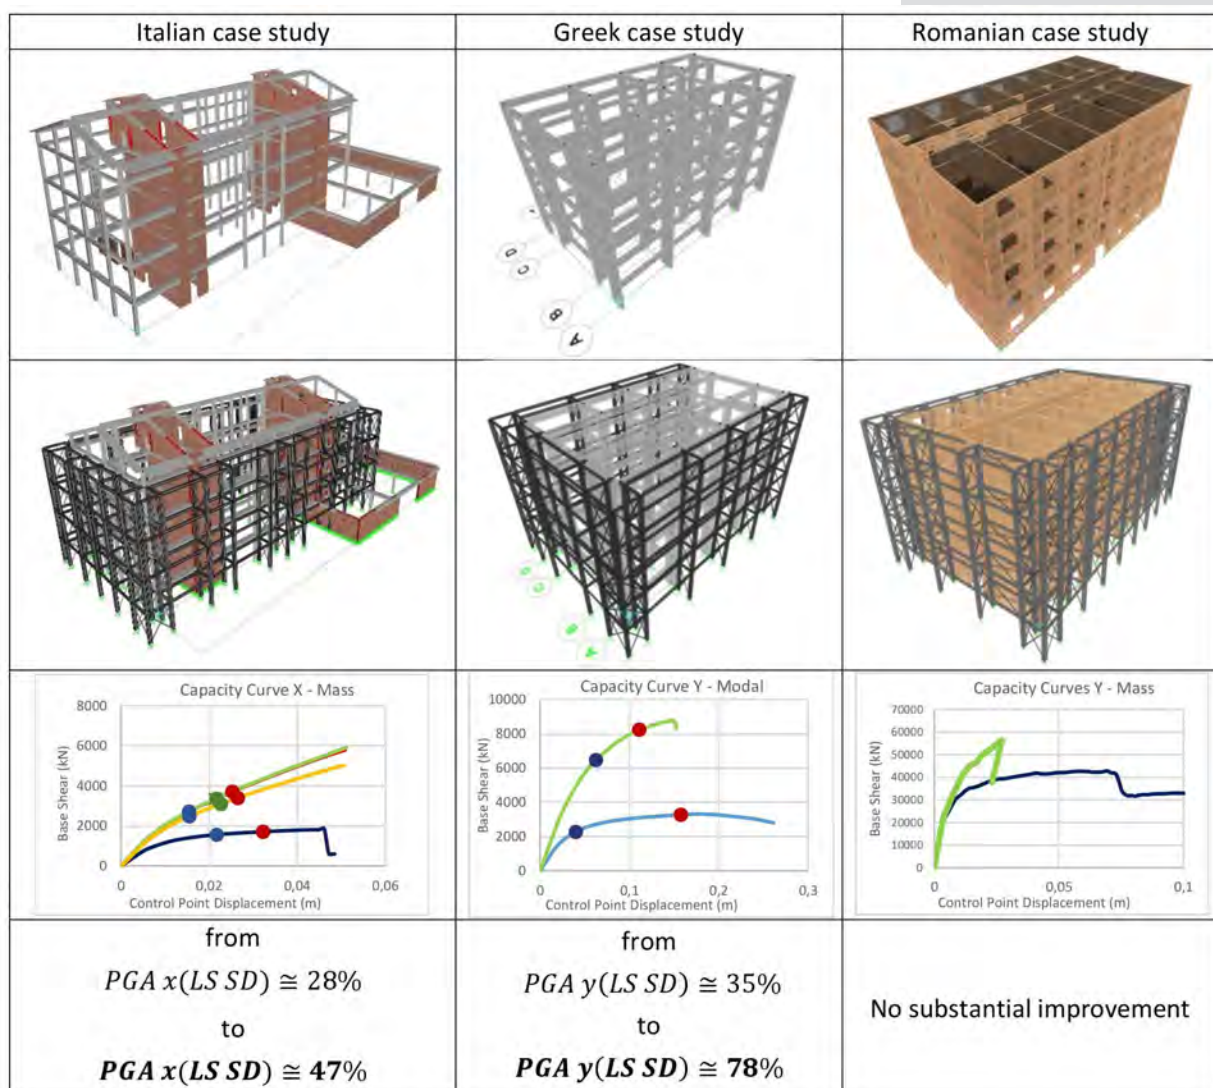 Italian case study
Greek case study
Romanian case study
D
C
B
A
Capacity Curve X - Mass
Base Shear (kN)
8000
6000
4000
2000
0
0
0,02
0,04
0,06
Control Point Displacement (m)
Capacity Curve Y - Modal
Base Shear (kN)
10000
8000
6000
4000
2000
0
0
0,1
0,2
0,3
Control Point Displacement (m)
Capacity Curves Y - Mass
Base Shear (kN)
70000
60000
50000
40000
30000
20000
10000
0
0
0,05
0,1
Control Point Displacement (m)
from
PGA x(LS SD) ≅ 28%
to
PGA x(LS SD) ≅ 47%
from
PGA y(LS SD) ≅ 35%
to
PGA y(LS SD) ≅ 78%
No substantial improvement